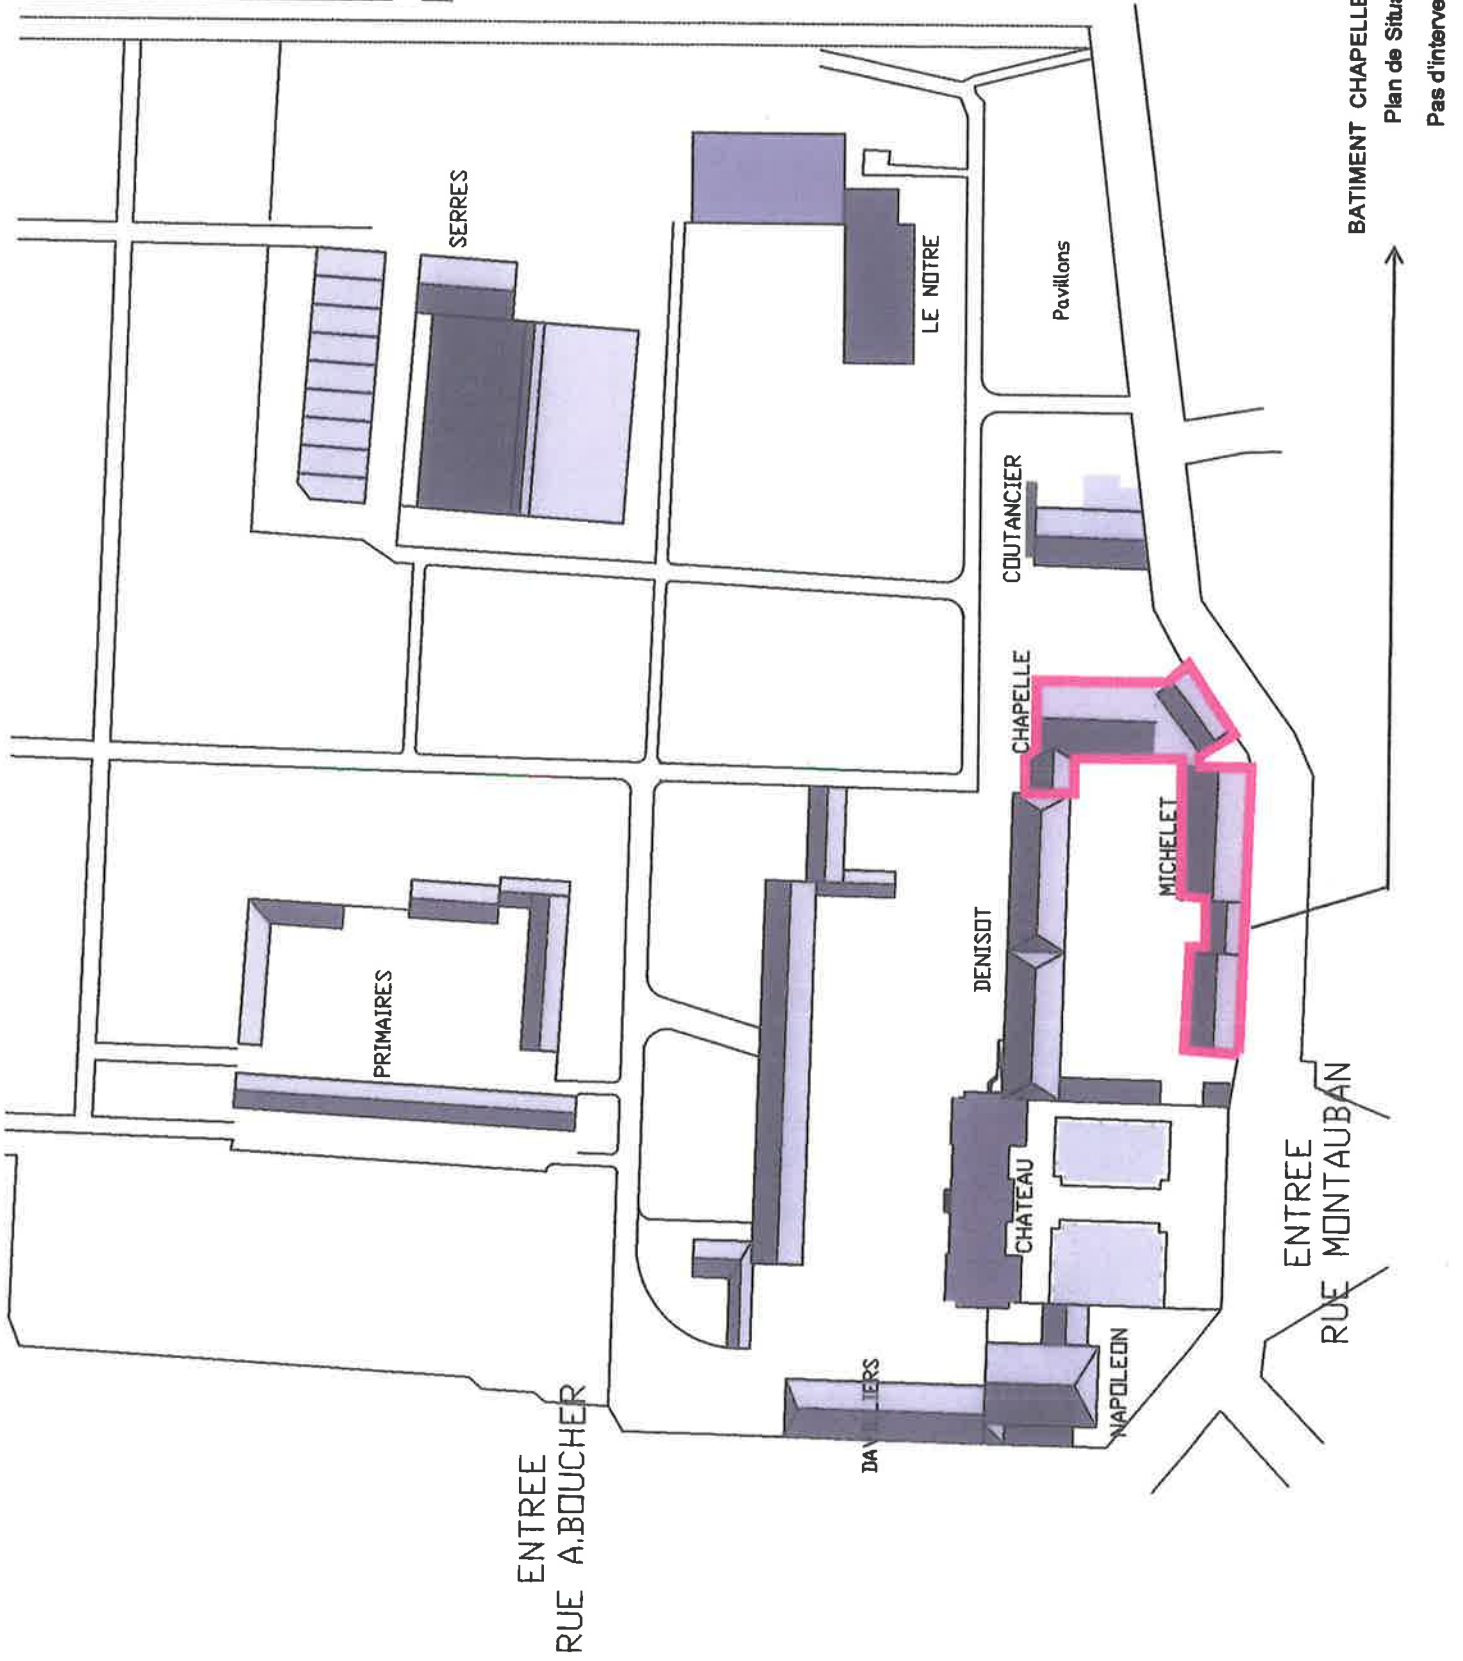 PRIMAIRES
SERRES
ENTREE
RUE A.BOUCHER
LE NOTRE
DENISOT
COUTANCIER
CHAPELLE
CHATEAU
Pavillons
NAPOLEON
MICHELET
ENTREE
RUE MONTAUBAN
BATIMENT CHAPELLE
Plan de Situa
Pas d'interve